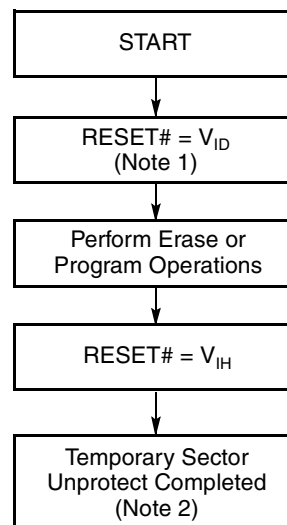 START
RESET# = V_ID
(Note 1)
Perform Erase or
Program Operations
RESET# = V_IH
Temporary Sector
Unprotect Completed
(Note 2)